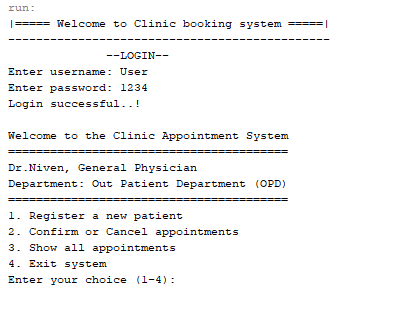 run:
|===== Welcome to Clinic booking system =====|
----------------------------------------------
--LOGIN--
Enter username: User
Enter password: 1234
Login successful..!
Welcome to the Clinic Appointment System
========================================
Dr.Niven, General Physician
Department: Out Patient Department (OPD)
========================================
1. Register a new patient
2. Confirm or Cancel appointments
3. Show all appointments
4. Exit system
Enter your choice (1-4):